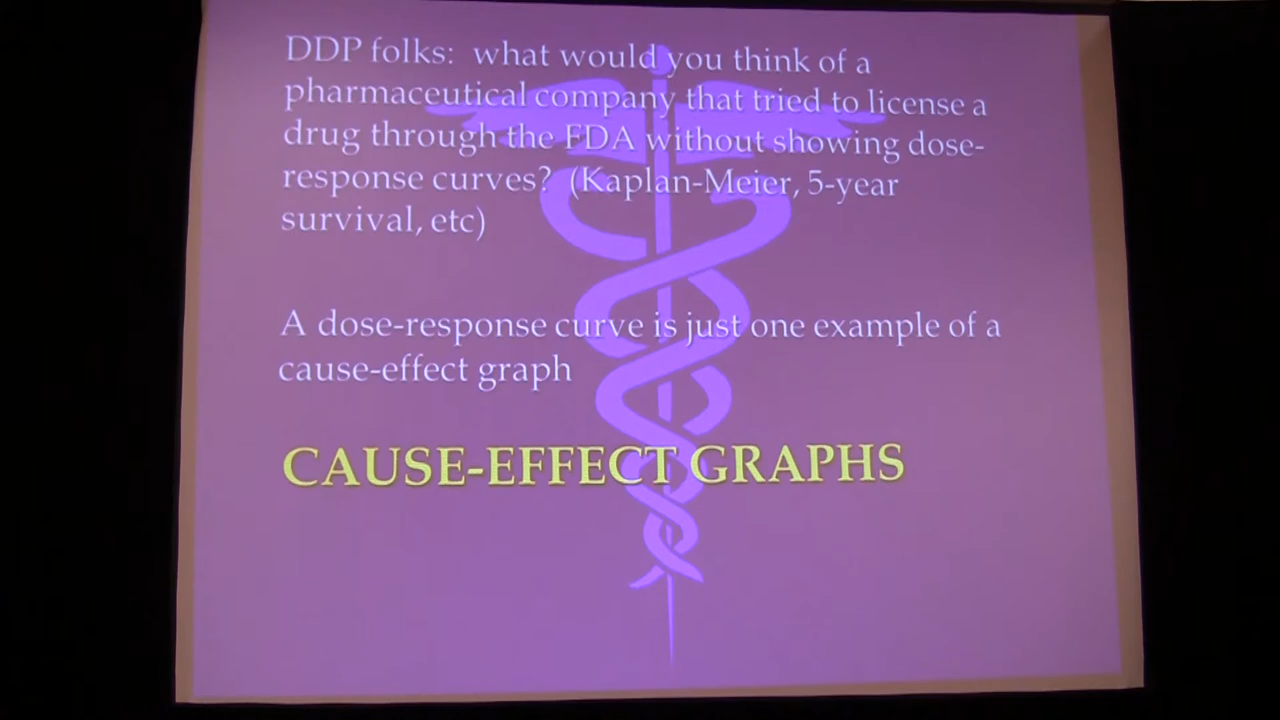 DDP folks: what would you think of a
pharmaceutical company that tried to license a
drug through the FDA without showing dose-
response curves? (Kaplan-Meier, 5-year
survival, etc)
A dose-response curve is just one example of a
cause-effect graph
CAUSE-EFFECT GRAPHS